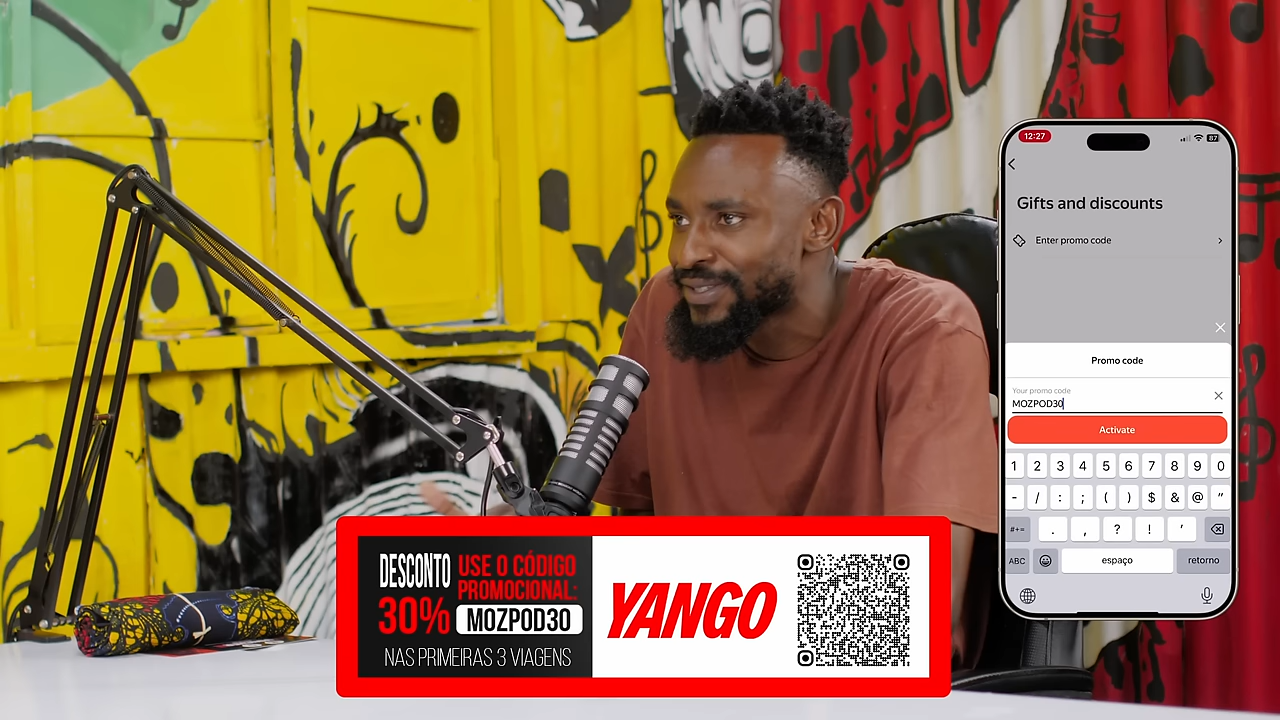 12:27
87
Gifts and discounts
Enter promo code
Promo code
Your promo code
MOZPOD30
Activate
1 2 3 4 5 6 7 8 9 0
- / : ; ( ) $ & @ "
#+= . , ? ! '
ABC espaço retorno
DESCONTO
30%
USE O CÓDIGO
PROMOCIONAL:
MOZPOD30
NAS PRIMEIRAS 3 VIAGENS
YANGO